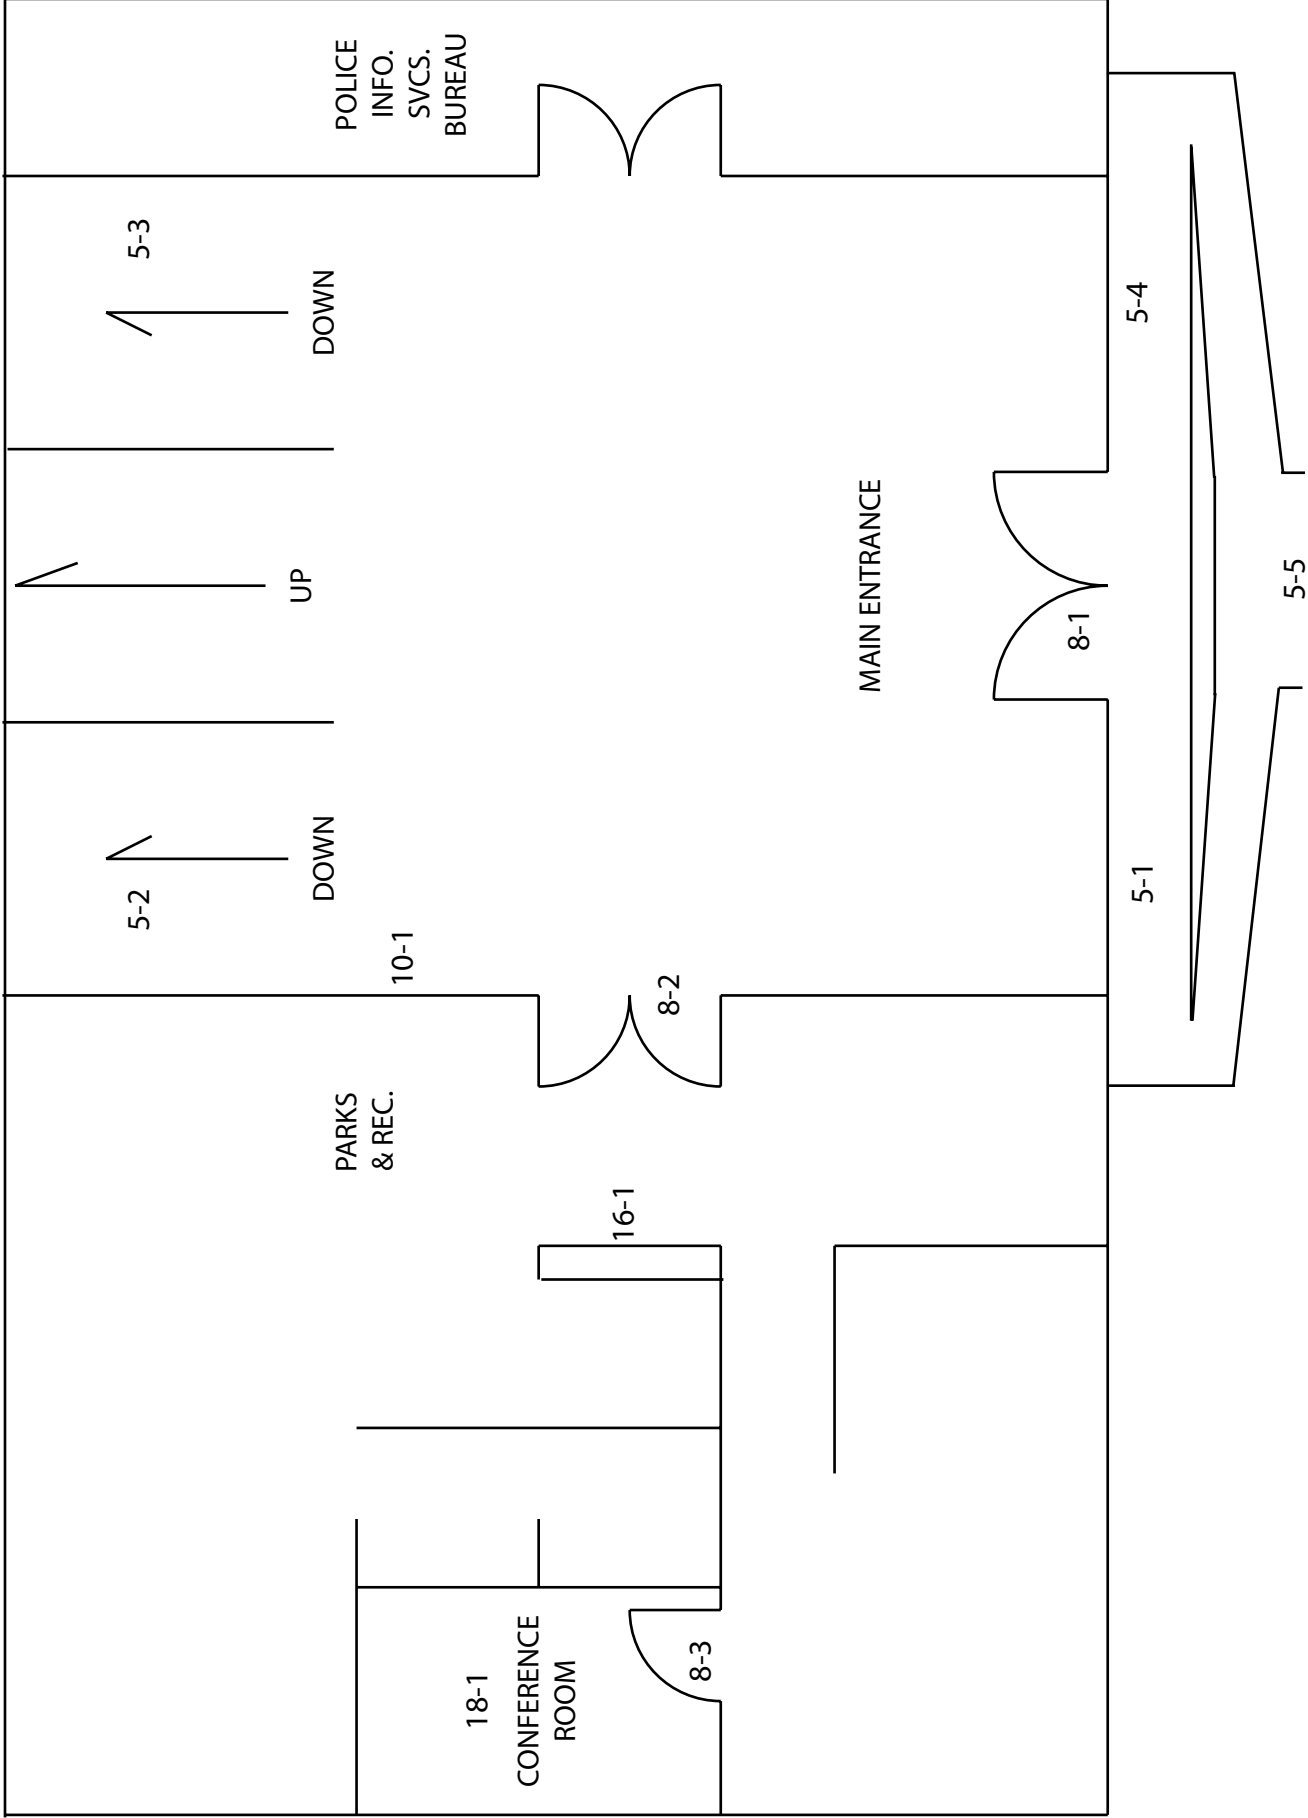 POLICE
INFO.
SVCS.
BUREAU
5-3
DOWN
UP
5-2
DOWN
10-1
PARKS
& REC.
8-2
16-1
MAIN ENTRANCE
8-1
5-4
5-1
5-5
18-1
CONFERENCE
ROOM
8-3